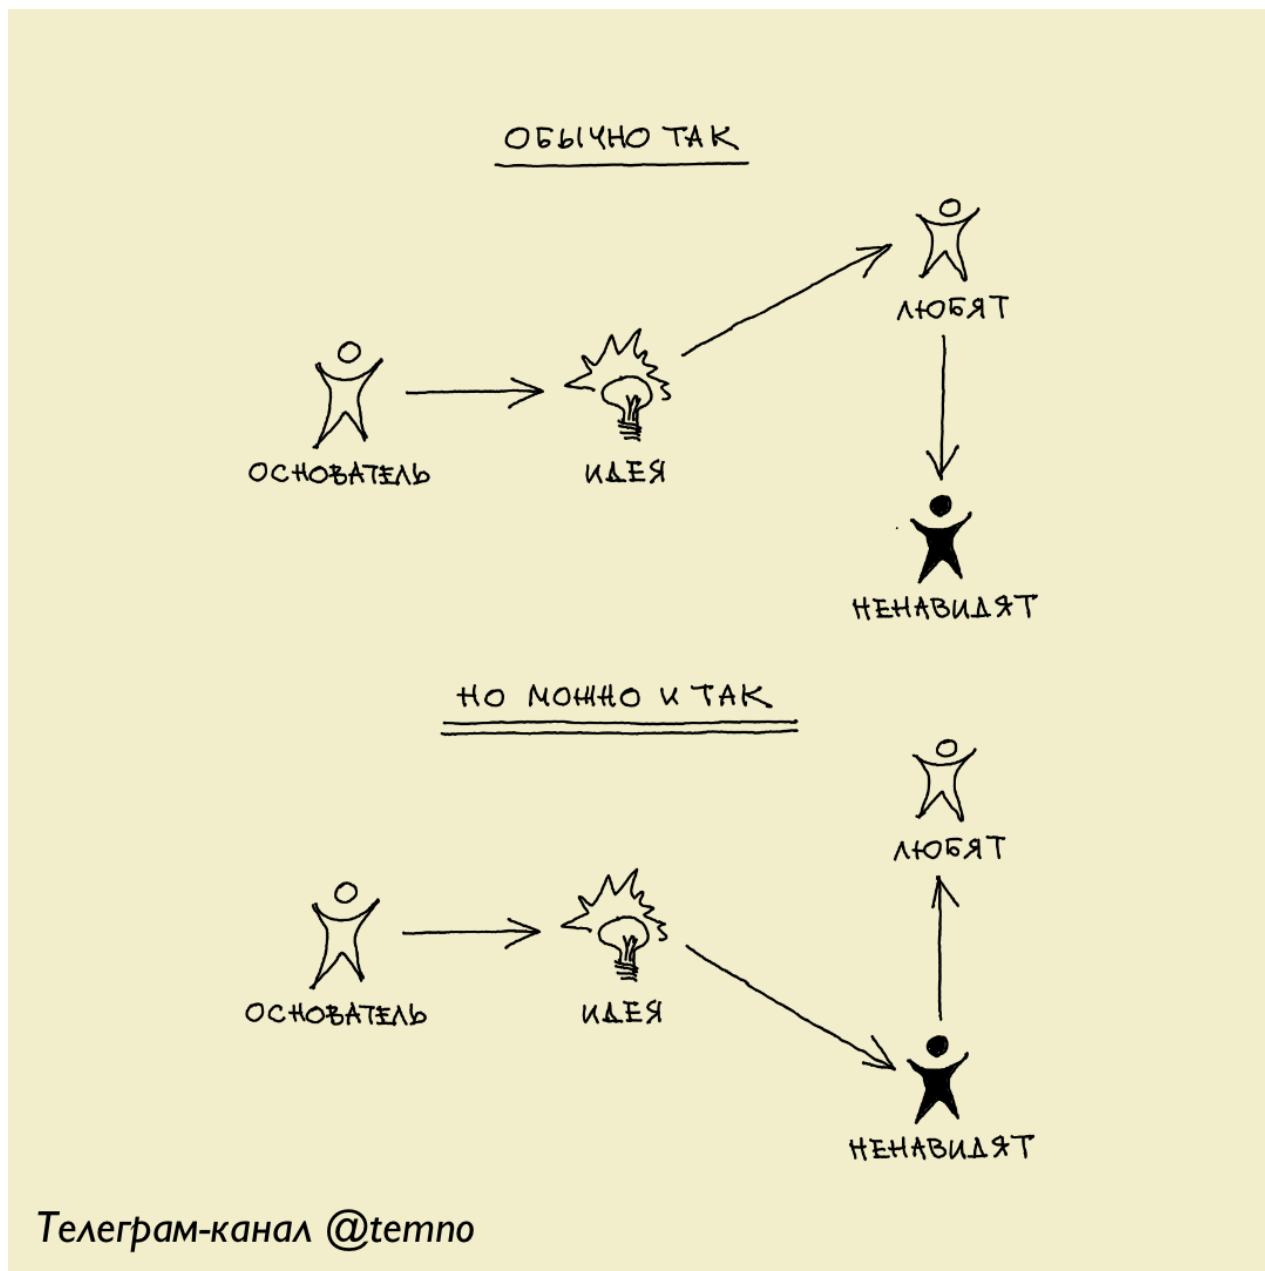 ОБЫЧНО ТАК
ЛЮБЯТ
ОСНОВАТЕЛЬ
ИДЕЯ
НЕНАВИДЯТ
НО МОЖНО И ТАК
ЛЮБЯТ
ОСНОВАТЕЛЬ
ИДЕЯ
НЕНАВИДЯТ
Телеграм-канал @temno